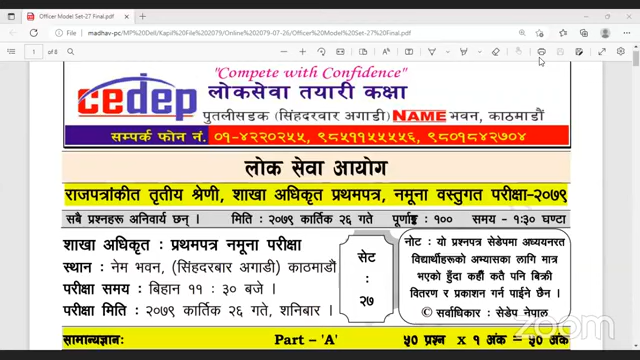 Officer Model Set-27 Final.pdf
madhav-pc/MP%20Dell/Kapil%20File%202079/Online%202079-07-26/Officer%20Model%20Set-27%20Final.pdf
1 of 8
"Compete with Confidence"
cedep लोकसेवा तयारी कक्षा
पुतलीसडक (सिंहदरबार अगाडी) NAME भवन, काठमाडौं
सम्पर्क फोन नं. ०१-४२२०२५५, ९८५११५५५५६, ९८०१८४२७०४
लोक सेवा आयोग
राजपत्रांकीत तृतीय श्रेणी, शाखा अधिकृत प्रथमपत्र, नमूना वस्तुगत परीक्षा-२०७९
सबै प्रश्नहरू अनिवार्य छन् । मिति : २०७९ कार्तिक २६ गते पूर्णाङ्क : १०० समय - १:३० घण्टा
शाखा अधिकृत : प्रथमपत्र नमूना परीक्षा
स्थान : नेम भवन, (सिंहदरबार अगाडी) काठमाडौं
परीक्षा समय : बिहान ११ : ३० बजे ।
परीक्षा मिति : २०७९ कार्तिक २६ गते, शनिबार ।
सेट
:
२७
नोट : यो प्रश्नपत्र सेडेपमा अध्ययनरत
विद्यार्थीहरूको अभ्यासका लागि मात्र
भएको हुँदा कहीँ कतै पनि बिक्री
वितरण र प्रकाशन गर्न पाईने छैन ।
© सर्वाधिकार : सेडेप नेपाल
zoom
सामान्यज्ञानः Part – 'A' ५० प्रश्न x १ अंक = ५० अंक